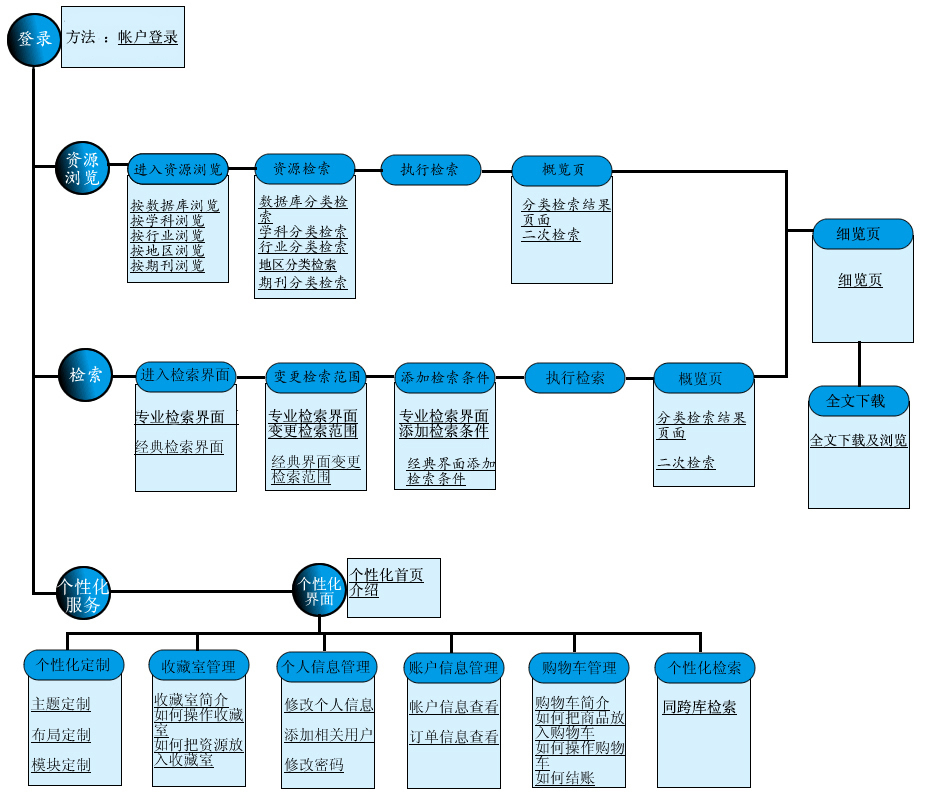 登录
方法 ：帐户登录
资源
浏览
进入资源浏览
按数据库浏览
按学科浏览
按行业浏览
按地区浏览
按期刊浏览
资源检索
数据库分类检
索
学科分类检索
行业分类检索
地区分类检索
期刊分类检索
执行检索
概览页
分类检索结果
页面
二次检索
细览页
细览页
检索
进入检索界面
专业检索界面
经典检索界面
变更检索范围
专业检索界面
变更检索范围
经典界面变更
检索范围
添加检索条件
专业检索界面
添加检索条件
经典界面添加
检索条件
执行检索
概览页
分类检索结果
页面
二次检索
全文下载
全文下载及浏览
个性化
服务
个性化
界面
个性化首页
介绍
个性化定制
主题定制
布局定制
模块定制
收藏室管理
收藏室简介
如何操作收藏
室
如何把资源放
入收藏室
个人信息管理
修改个人信息
添加相关用户
修改密码
账户信息管理
帐户信息查看
订单信息查看
购物车管理
购物车简介
如何把商品放
入购物车
如何操作购物
车
如何结账
个性化检索
同跨库检索